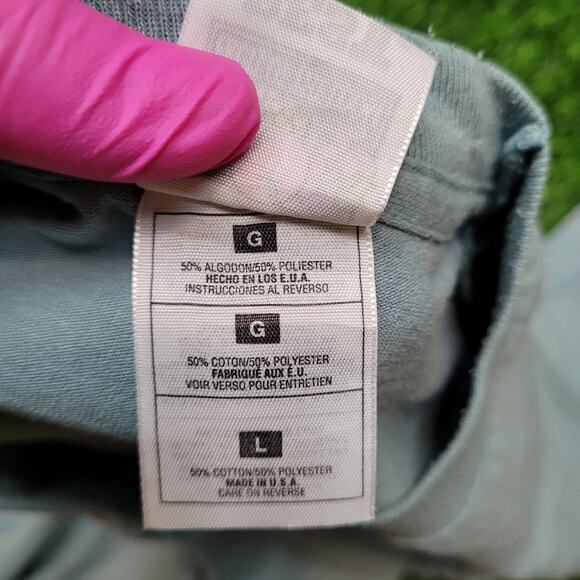 G
50% ALGODON/50% POLIESTER
HECHO EN LOS E.U.A.
INSTRUCCIONES AL REVERSO
G
50% COTON/50% POLYESTER
FABRIQUÉ AUX É.U.
VOIR VERSO POUR ENTRETIEN
L
50% COTTON/50% POLYESTER
MADE IN U.S.A.
CARE ON REVERSE